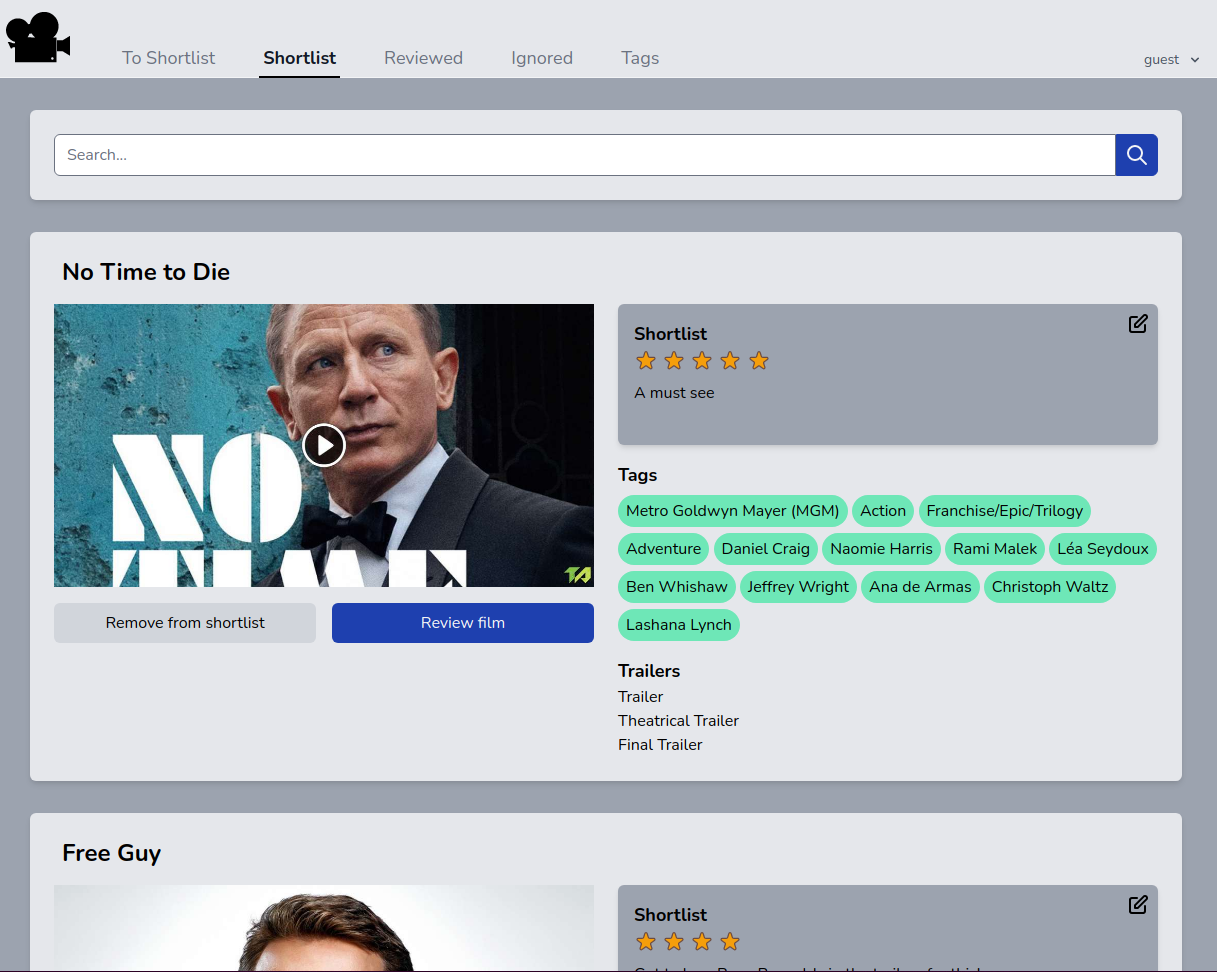 To Shortlist
Shortlist
Reviewed
Ignored
Tags
guest
Search...
No Time to Die
NO
TIME
TA
Remove from shortlist
Review film
Shortlist
A must see
Tags
Metro Goldwyn Mayer (MGM) Action Franchise/Epic/Trilogy
Adventure Daniel Craig Naomie Harris Rami Malek Léa Seydoux
Ben Whishaw Jeffrey Wright Ana de Armas Christoph Waltz
Lashana Lynch
Trailers
Trailer
Theatrical Trailer
Final Trailer
Free Guy
Shortlist